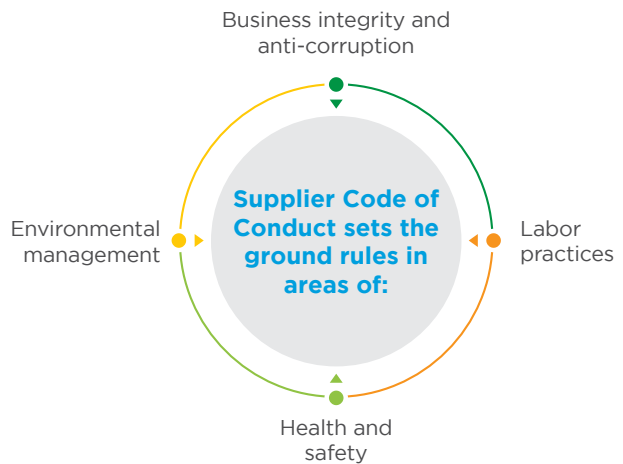 Business integrity and
anti-corruption
Supplier Code of
Conduct sets the
ground rules in
areas of:
Environmental
management
Labor
practices
Health and
safety